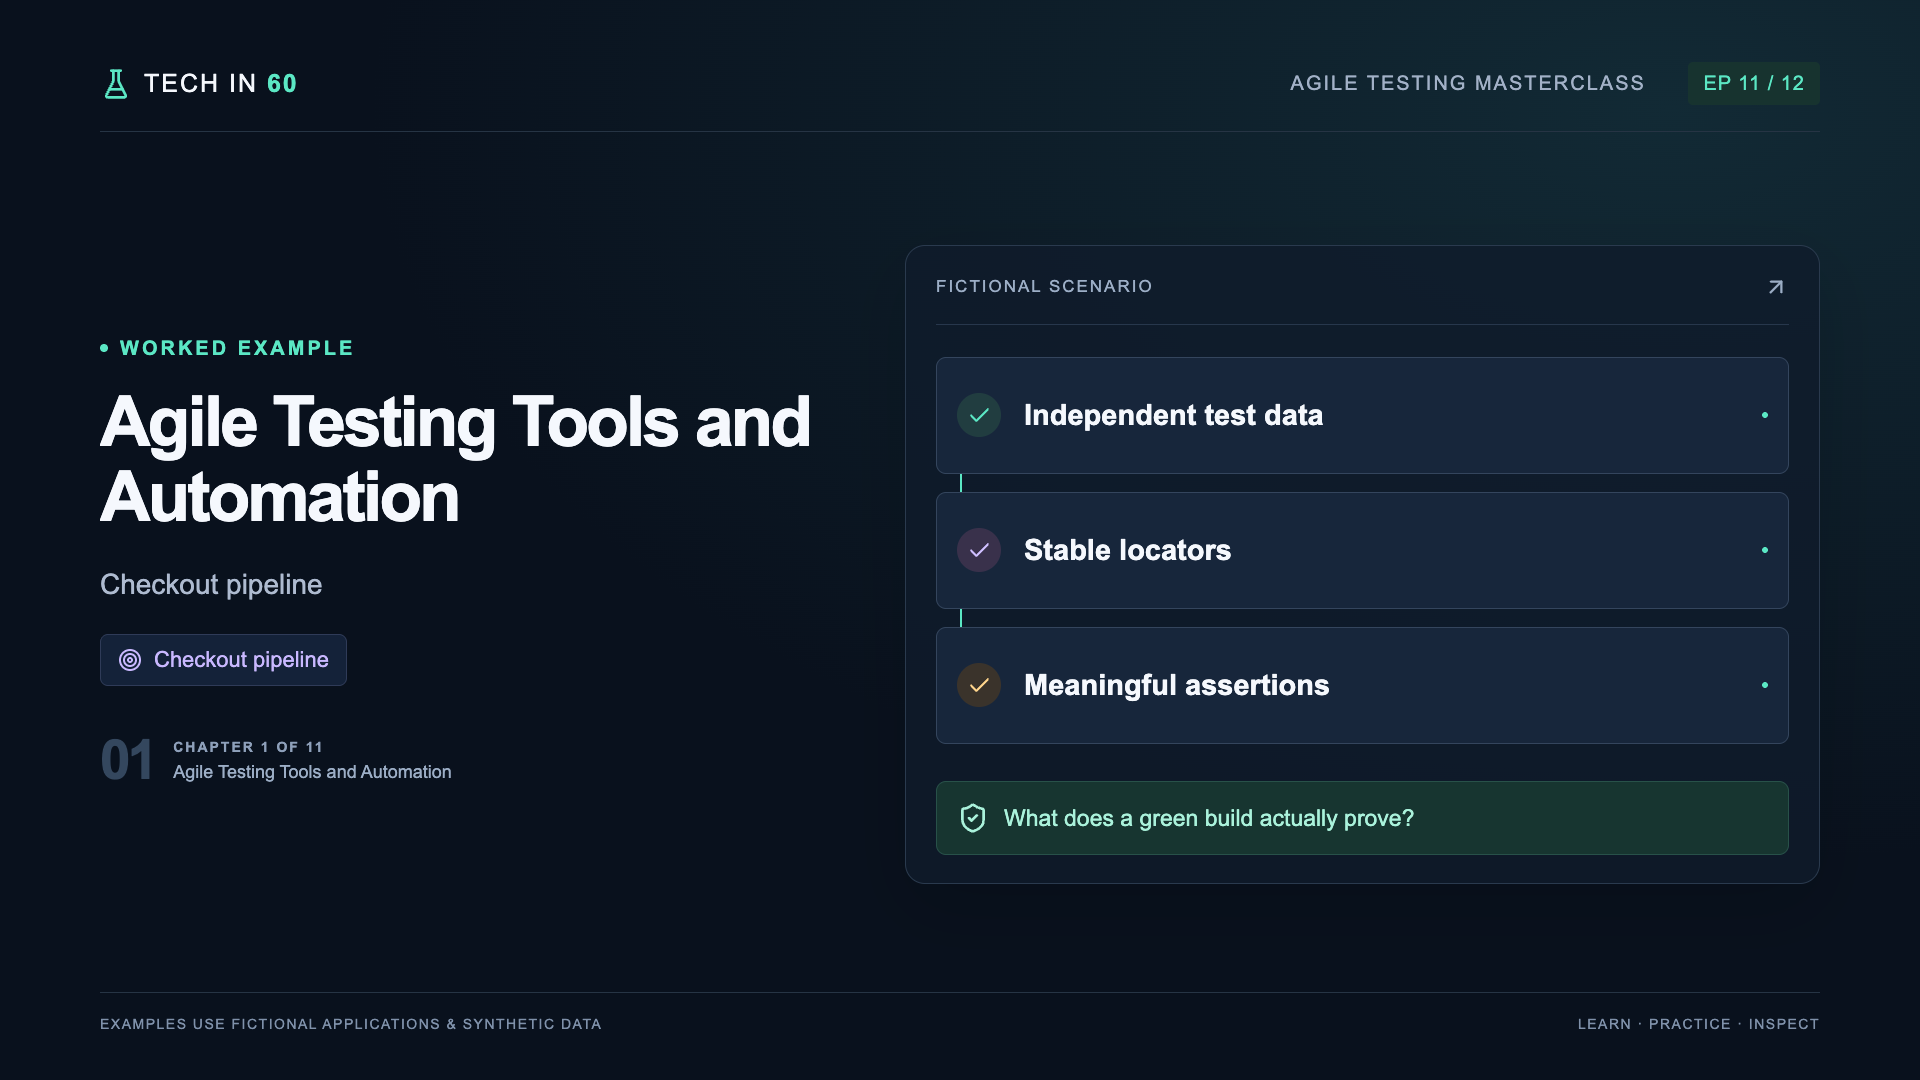 TECH IN 60
AGILE TESTING MASTERCLASS
EP 11 / 12
WORKED EXAMPLE
Agile Testing Tools and
Automation
Checkout pipeline
Checkout pipeline
01
CHAPTER 1 OF 11
Agile Testing Tools and Automation
FICTIONAL SCENARIO
Independent test data
Stable locators
Meaningful assertions
What does a green build actually prove?
EXAMPLES USE FICTIONAL APPLICATIONS & SYNTHETIC DATA
LEARN · PRACTICE · INSPECT